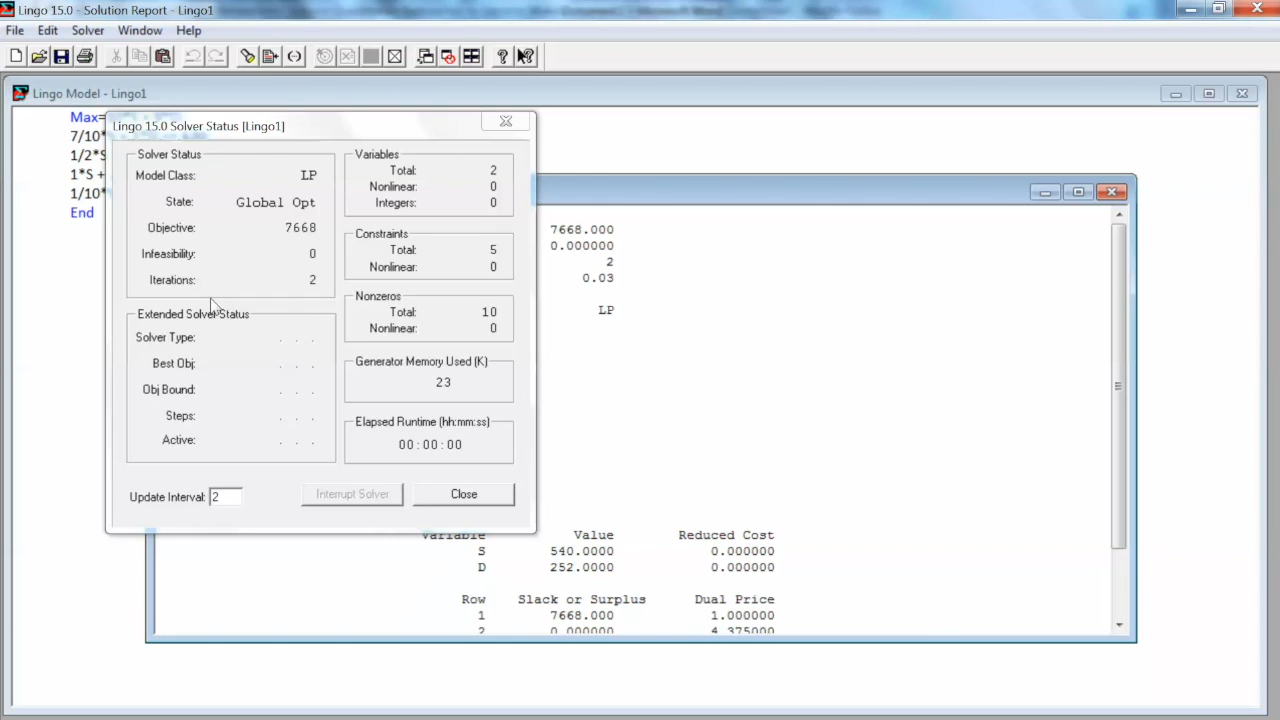 Lingo 15.0 - Solution Report - Lingo1
File Edit Solver Window Help
Lingo Model - Lingo1
Max=
7/10*
1/2*S
1*S +
1/10*
End
Lingo 15.0 Solver Status [Lingo1]
Solver Status
Model Class: LP
State: Global Opt
Objective: 7668
Infeasibility: 0
Iterations: 2
Extended Solver Status
Solver Type: . . .
Best Obj: . . .
Obj Bound: . . .
Steps: . . .
Active: . . .
Variables
Total: 2
Nonlinear: 0
Integers: 0
Constraints
Total: 5
Nonlinear: 0
Nonzeros
Total: 10
Nonlinear: 0
Generator Memory Used (K)
23
Elapsed Runtime (hh:mm:ss)
00:00:00
Update Interval: 2
Interrupt Solver
Close
7668.000
0.000000
2
0.03
LP
Variable Value Reduced Cost
S 540.0000 0.000000
D 252.0000 0.000000
Row Slack or Surplus Dual Price
1 7668.000 1.000000
2 0.000000 4.375000